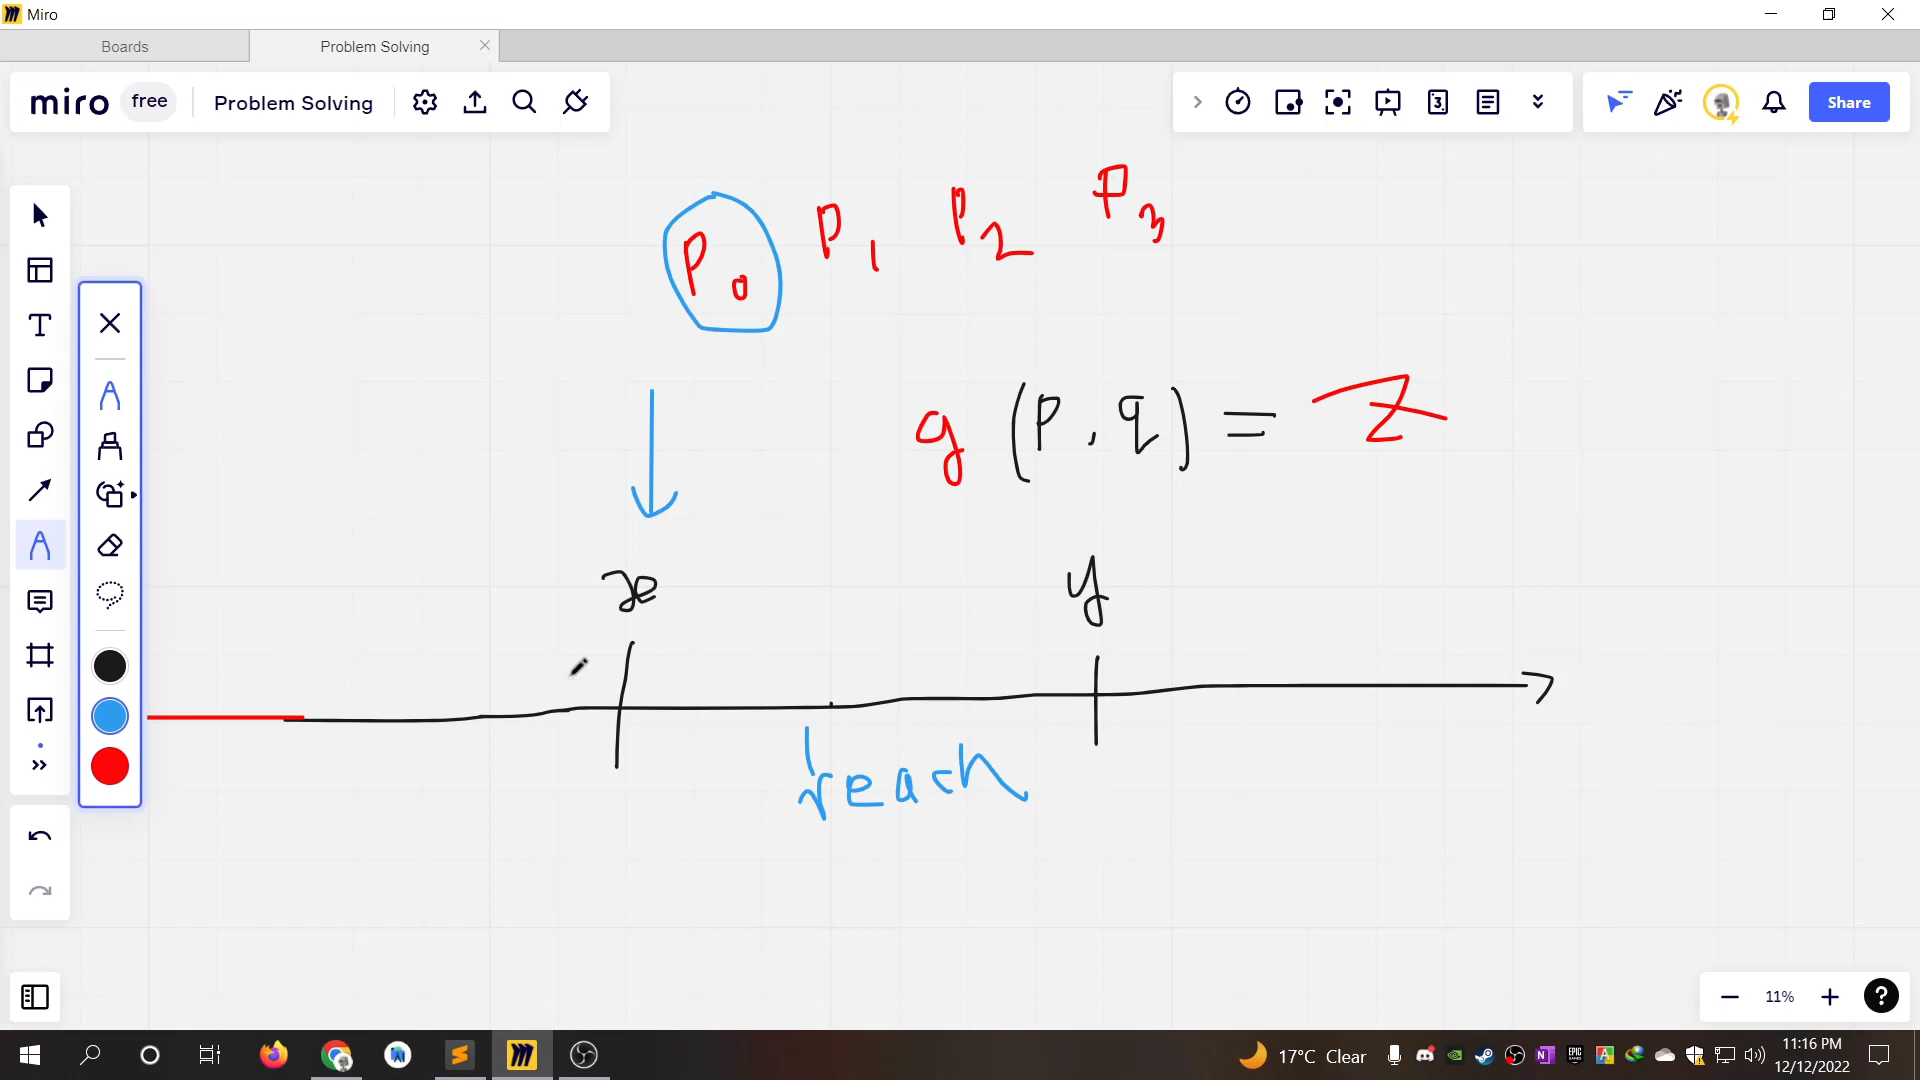 Miro
Boards
Problem Solving
miro
free
Problem Solving
3
Share
P0 P1 P2 P3
g (p, q) = z
x y
reach
11%
?
17°C Clear
11:16 PM
12/12/2022